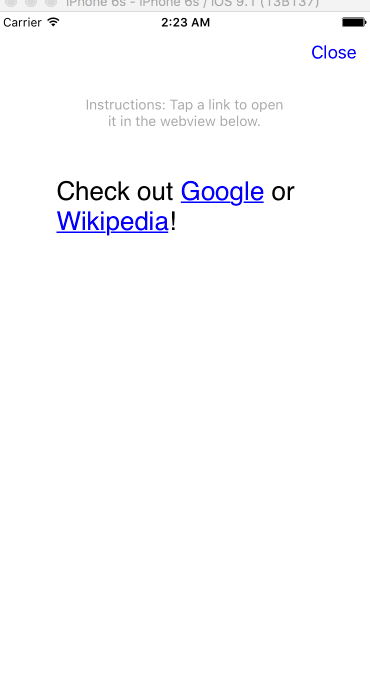 iPhone 6s - iPhone 6s / iOS 9.1 (13B137)
Carrier 2:23 AM
Close
Instructions: Tap a link to open
it in the webview below.
Check out Google or
Wikipedia!